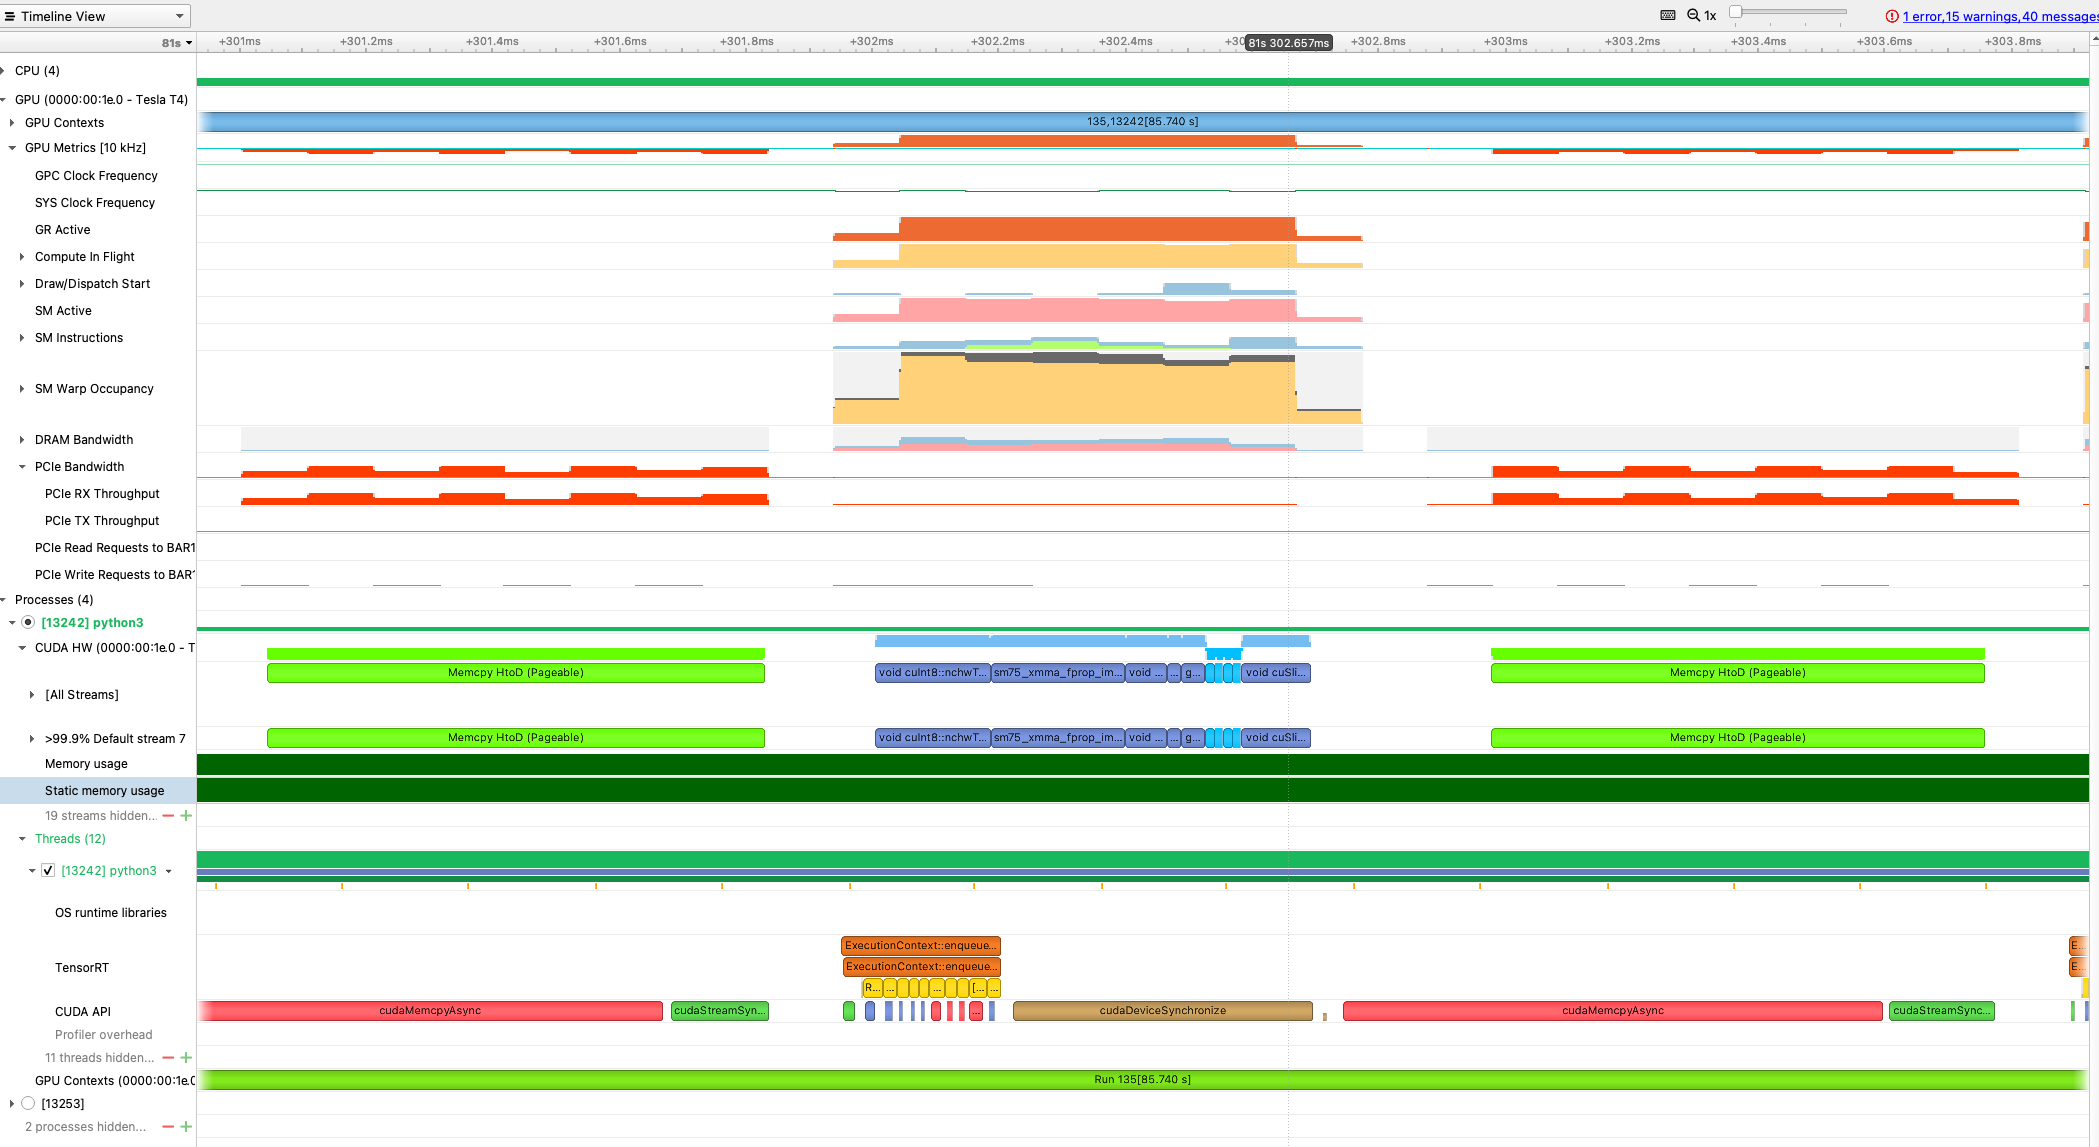 Timeline View
1x
1 error,15 warnings,40 messages
81s
+301ms +301.2ms +301.4ms +301.6ms +301.8ms +302ms +302.2ms +302.4ms +30 81s 302.657ms +302.8ms +303ms +303.2ms +303.4ms +303.6ms +303.8ms
CPU (4)
GPU (0000:00:1e.0 - Tesla T4)
GPU Contexts
135,13242[85.740 s]
GPU Metrics [10 kHz]
GPC Clock Frequency
SYS Clock Frequency
GR Active
Compute In Flight
Draw/Dispatch Start
SM Active
SM Instructions
SM Warp Occupancy
DRAM Bandwidth
PCIe Bandwidth
PCIe RX Throughput
PCIe TX Throughput
PCIe Read Requests to BAR1
PCIe Write Requests to BAR
Processes (4)
[13242] python3
CUDA HW (0000:00:1e.0 - T
Memcpy HtoD (Pageable) void cuInt8::nchwT... sm75_xmma_fprop_im... void ... ... g... void cuSli... Memcpy HtoD (Pageable)
[All Streams]
>99.9% Default stream 7
Memcpy HtoD (Pageable) void cuInt8::nchwT... sm75_xmma_fprop_im... void ... ... g... void cuSli... Memcpy HtoD (Pageable)
Memory usage
Static memory usage
19 streams hidden...
Threads (12)
[13242] python3
OS runtime libraries
ExecutionContext::enqueue... E...
TensorRT
ExecutionContext::enqueue... E...
R... ... ... [... ...
CUDA API
cudaMemcpyAsync cudaStreamSyn... ... cudaDeviceSynchronize cudaMemcpyAsync cudaStreamSync...
Profiler overhead
11 threads hidden...
GPU Contexts (0000:00:1e.0
Run 135[85.740 s]
[13253]
2 processes hidden...